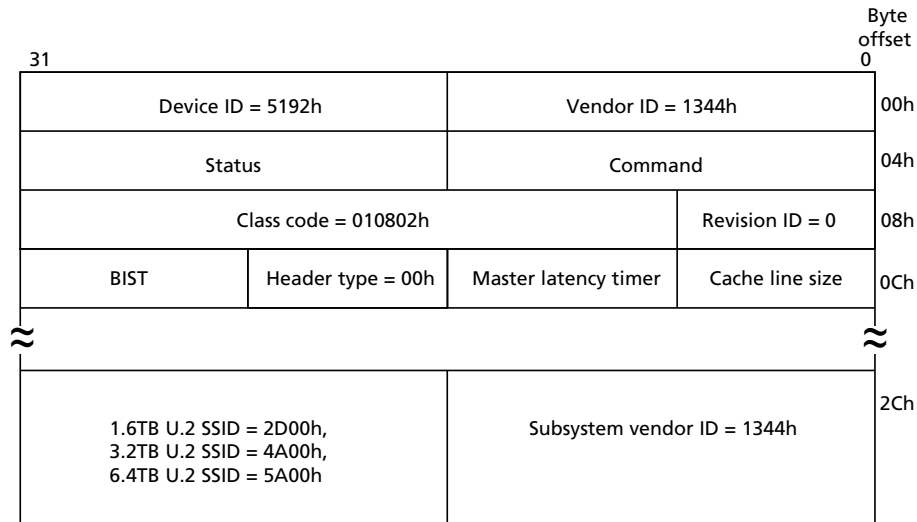 Byte
offset
31 0
Device ID = 5192h Vendor ID = 1344h 00h
Status Command 04h
Class code = 010802h Revision ID = 0 08h
BIST Header type = 00h Master latency timer Cache line size 0Ch
≈ ≈
2Ch
1.6TB U.2 SSID = 2D00h, Subsystem vendor ID = 1344h
3.2TB U.2 SSID = 4A00h,
6.4TB U.2 SSID = 5A00h